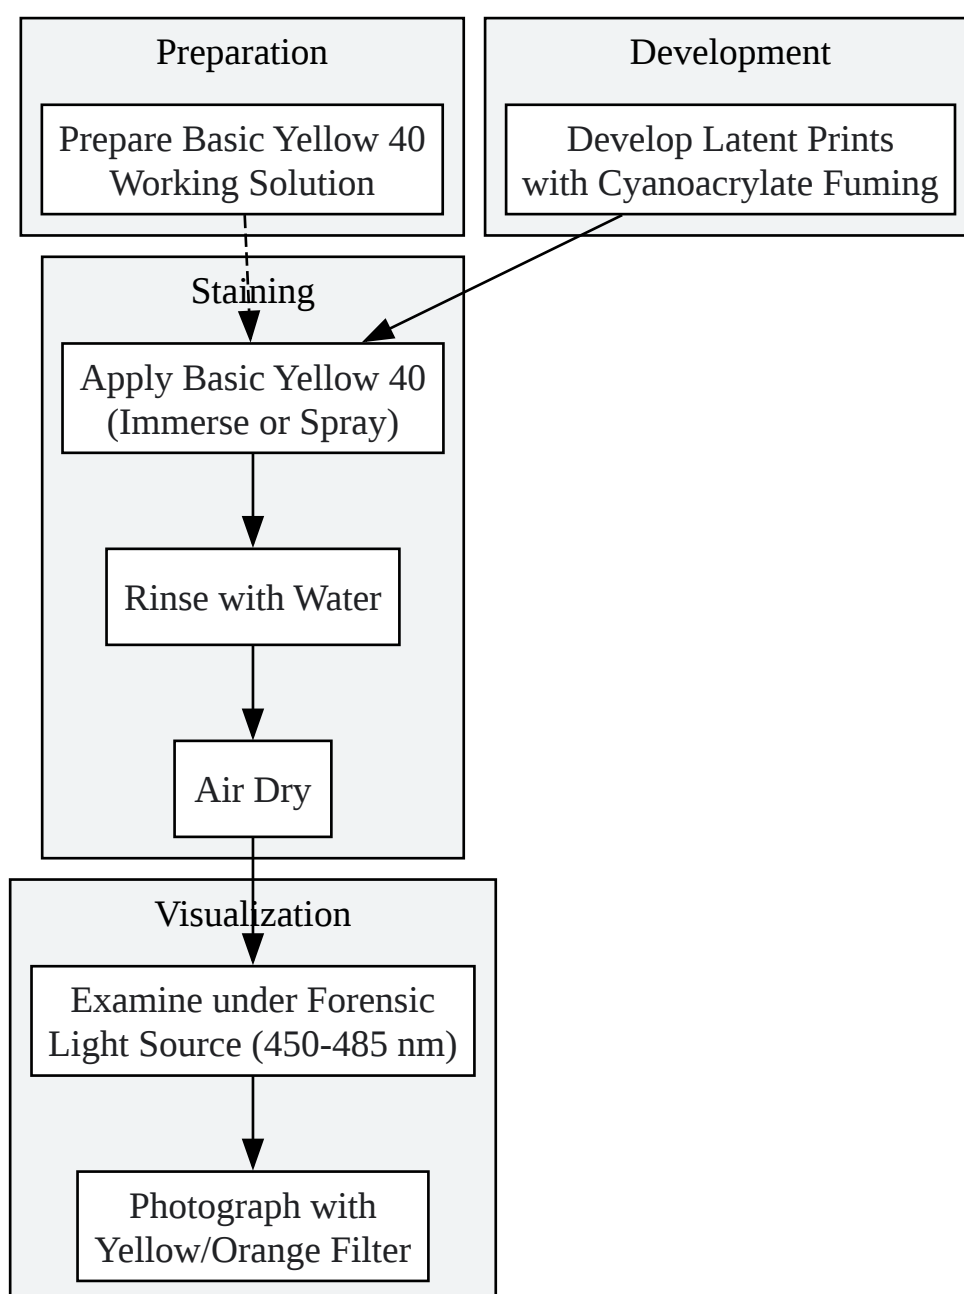 Preparation
Prepare Basic Yellow 40
Working Solution
Development
Develop Latent Prints
with Cyanoacrylate Fuming
Staining
Apply Basic Yellow 40
(Immerse or Spray)
Rinse with Water
Air Dry
Visualization
Examine under Forensic
Light Source (450-485 nm)
Photograph with
Yellow/Orange Filter